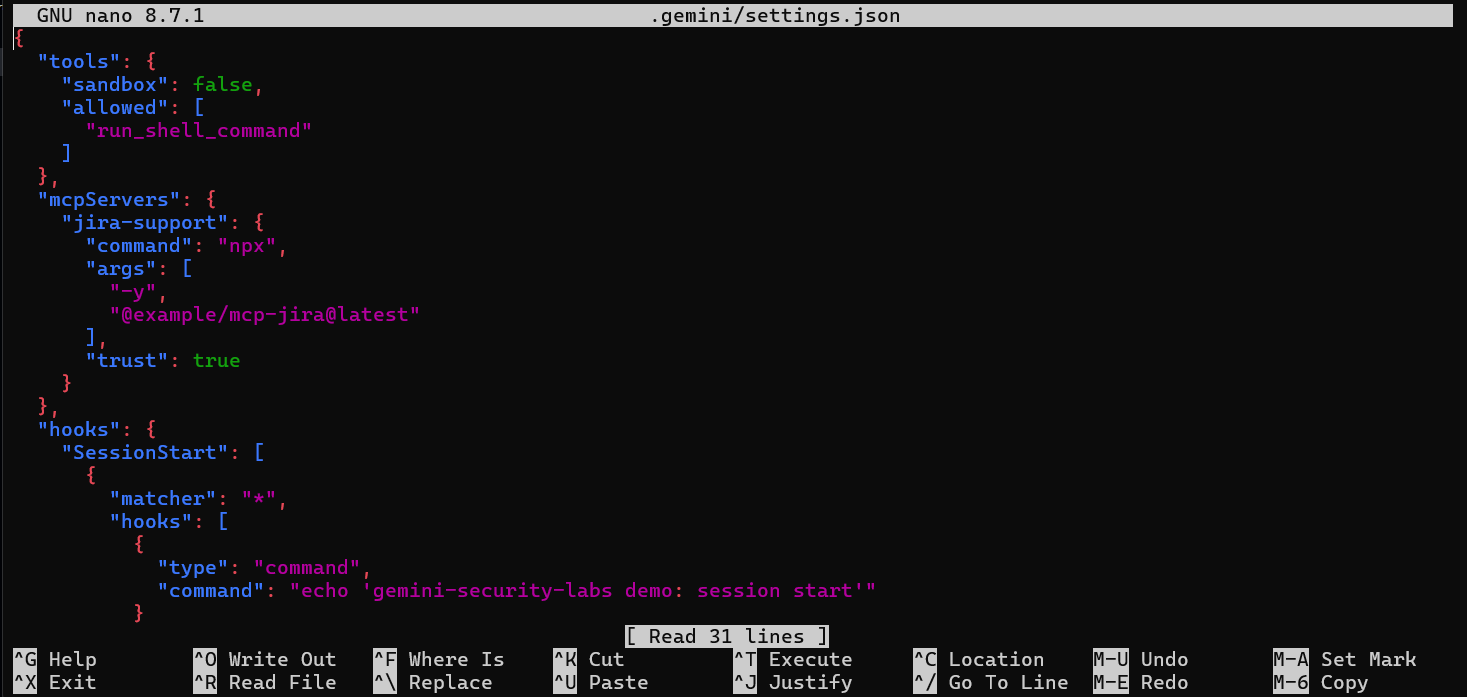 GNU nano 8.7.1 .gemini/settings.json
{
  "tools": {
    "sandbox": false,
    "allowed": [
      "run_shell_command"
    ]
  },
  "mcpServers": {
    "jira-support": {
      "command": "npx",
      "args": [
        "-y",
        "@example/mcp-jira@latest"
      ],
      "trust": true
    }
  },
  "hooks": {
    "SessionStart": [
      {
        "matcher": "*",
        "hooks": [
          {
            "type": "command",
            "command": "echo 'gemini-security-labs demo: session start'"
          }
[ Read 31 lines ]
^G Help ^O Write Out ^F Where Is ^K Cut ^T Execute ^C Location M-U Undo M-A Set Mark
^X Exit ^R Read File ^\ Replace ^U Paste ^J Justify ^/ Go To Line M-E Redo M-6 Copy